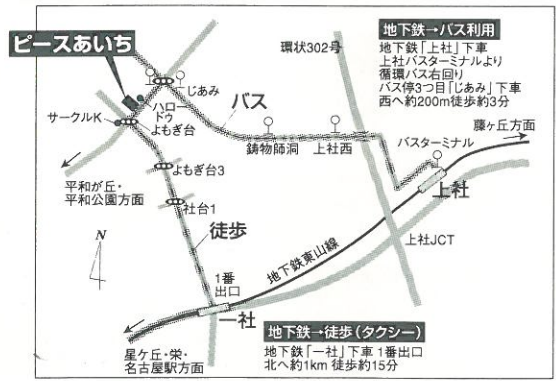 ピースあいち
環状302号
地下鉄→バス利用
地下鉄「上社」下車
上社バスターミナルより
循環バス右回り
バス停3つ目「じあみ」下車
西へ約200m徒歩約3分
じあみ
バス
ハロー
ドゥ
サークルK
よもぎ台
鋳物師洞
上社西
バスターミナル
藤ヶ丘方面
平和が丘・
平和公園方面
よもぎ台3
社台1
徒歩
上社
上社JCT
地下鉄東山線
N
1番
出口
一社
星ケ丘・栄・
名古屋駅方面
地下鉄→徒歩(タクシー)
地下鉄「一社」下車 1番出口
北へ約1km 徒歩約15分